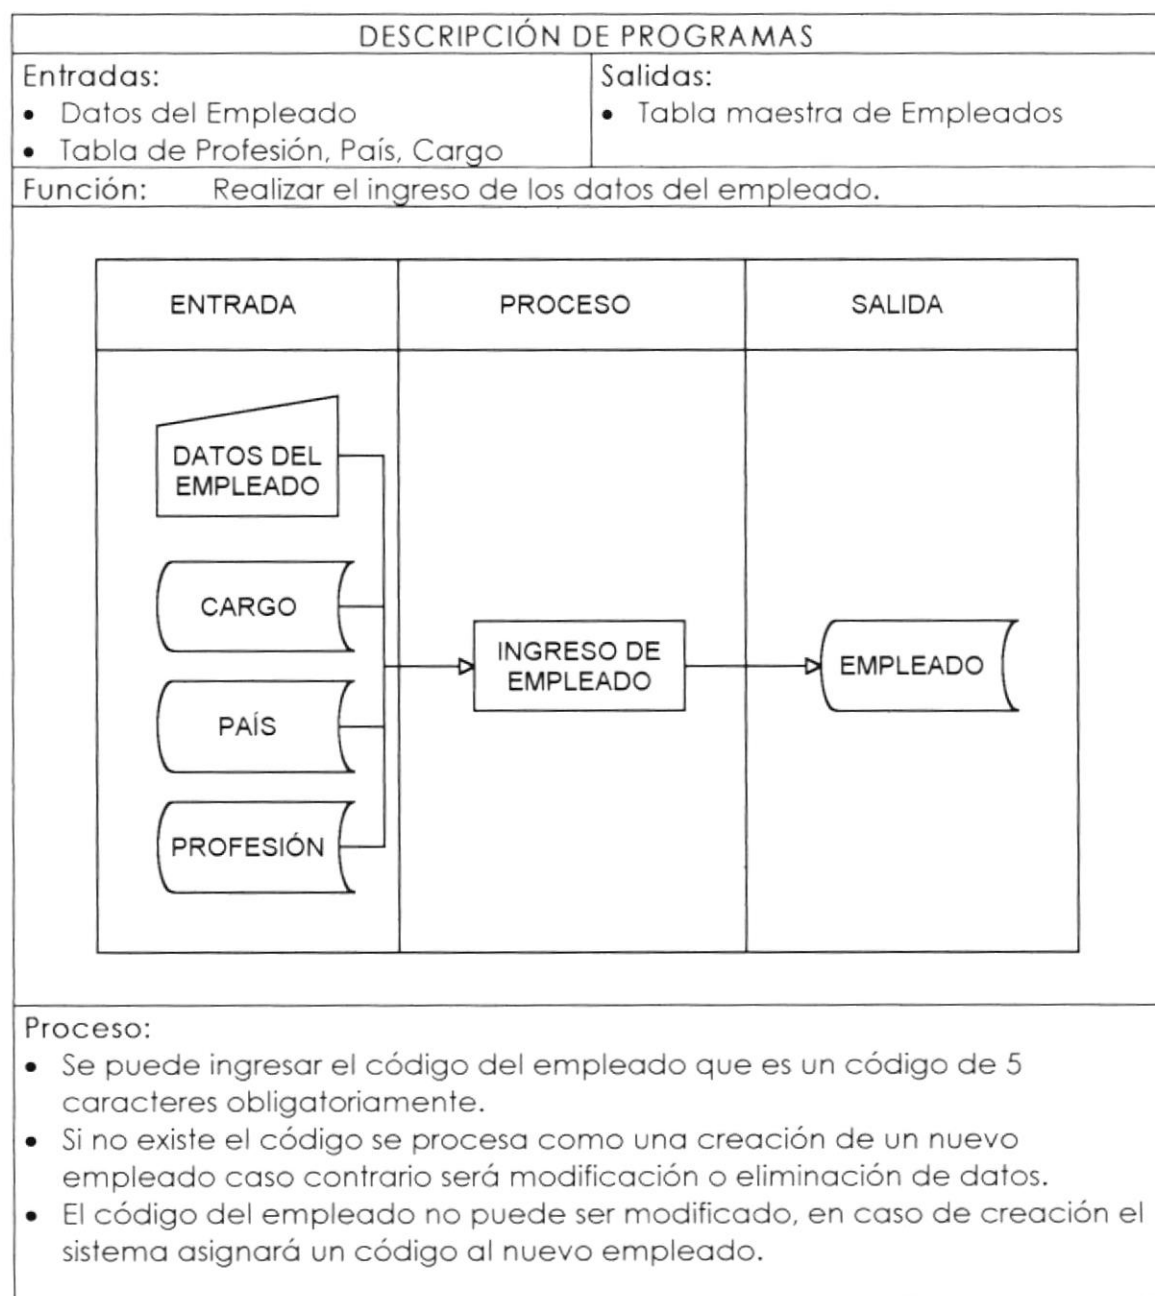 DESCRIPCIÓN DE PROGRAMAS
Entradas:
• Datos del Empleado
• Tabla de Profesión, País, Cargo
Salidas:
• Tabla maestra de Empleados
Función: Realizar el ingreso de los datos del empleado.
ENTRADA
PROCESO
SALIDA
DATOS DEL
EMPLEADO
CARGO
PAÍS
PROFESIÓN
INGRESO DE
EMPLEADO
EMPLEADO
Proceso:
• Se puede ingresar el código del empleado que es un código de 5
caracteres obligatoriamente.
• Si no existe el código se procesa como una creación de un nuevo
empleado caso contrario será modificación o eliminación de datos.
• El código del empleado no puede ser modificado, en caso de creación el
sistema asignará un código al nuevo empleado.